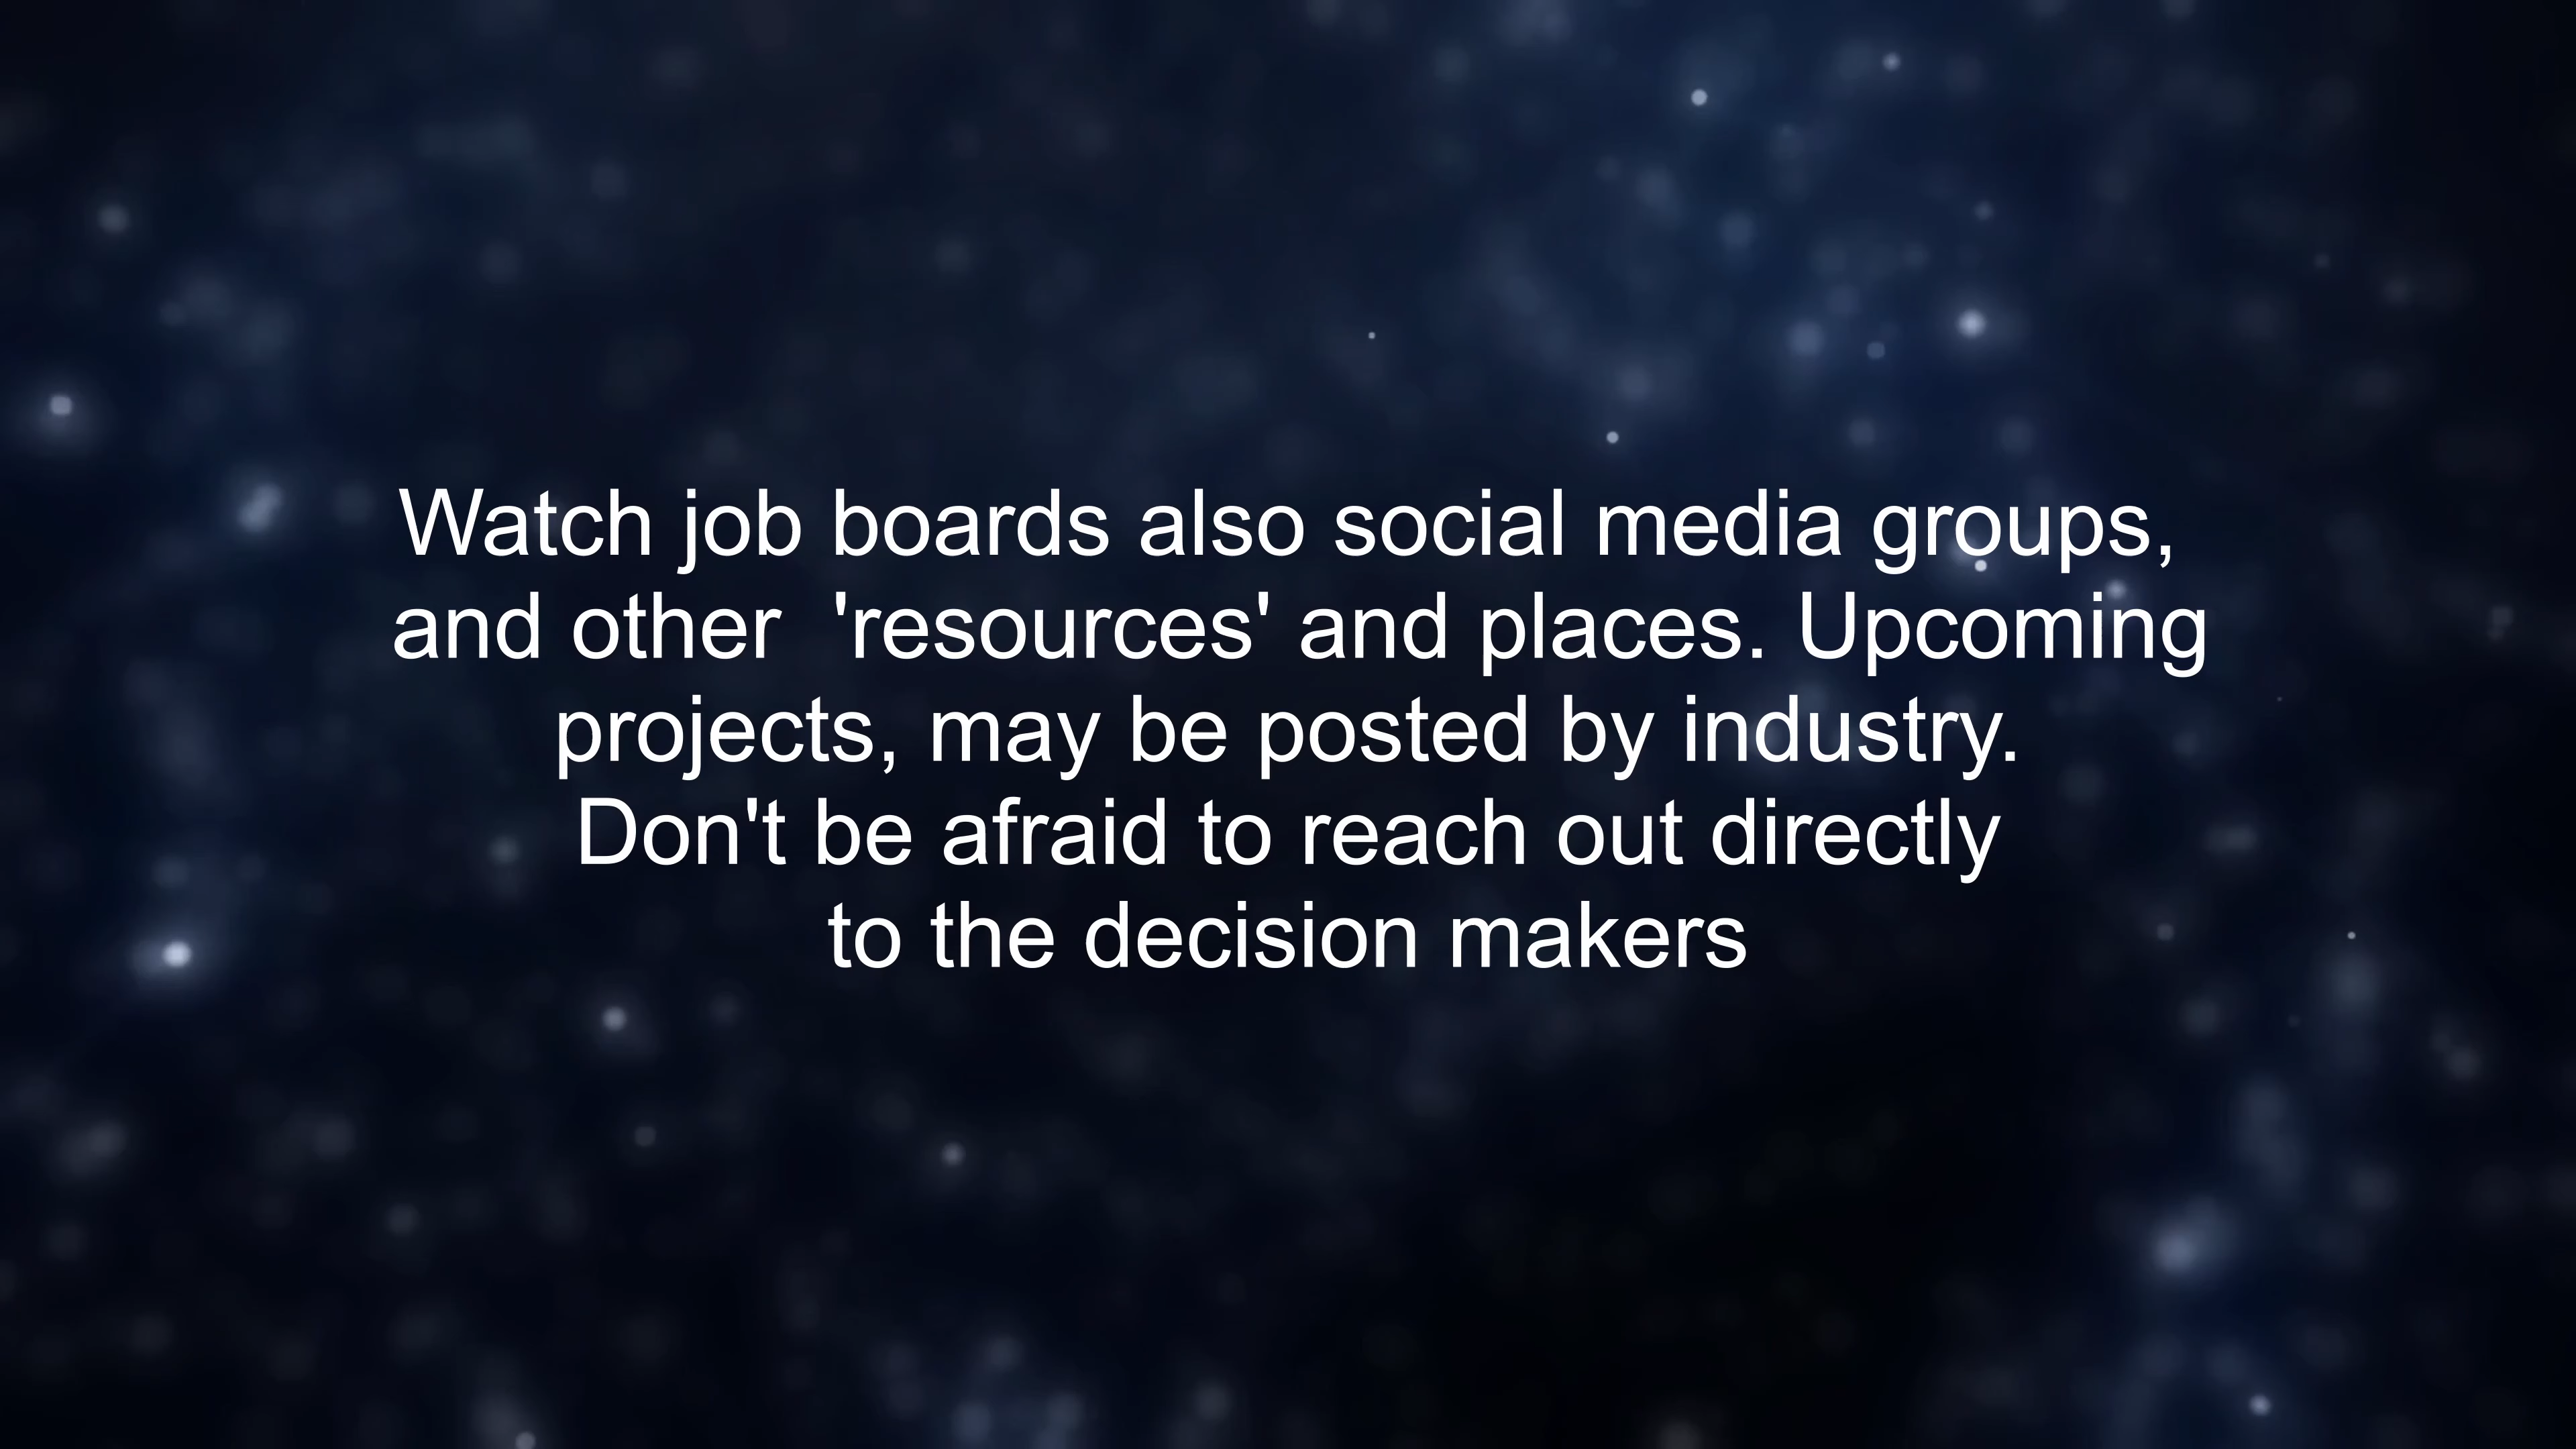 Watch job boards also social media groups,
and other  'resources' and places. Upcoming
projects, may be posted by industry.
Don't be afraid to reach out directly
to the decision makers